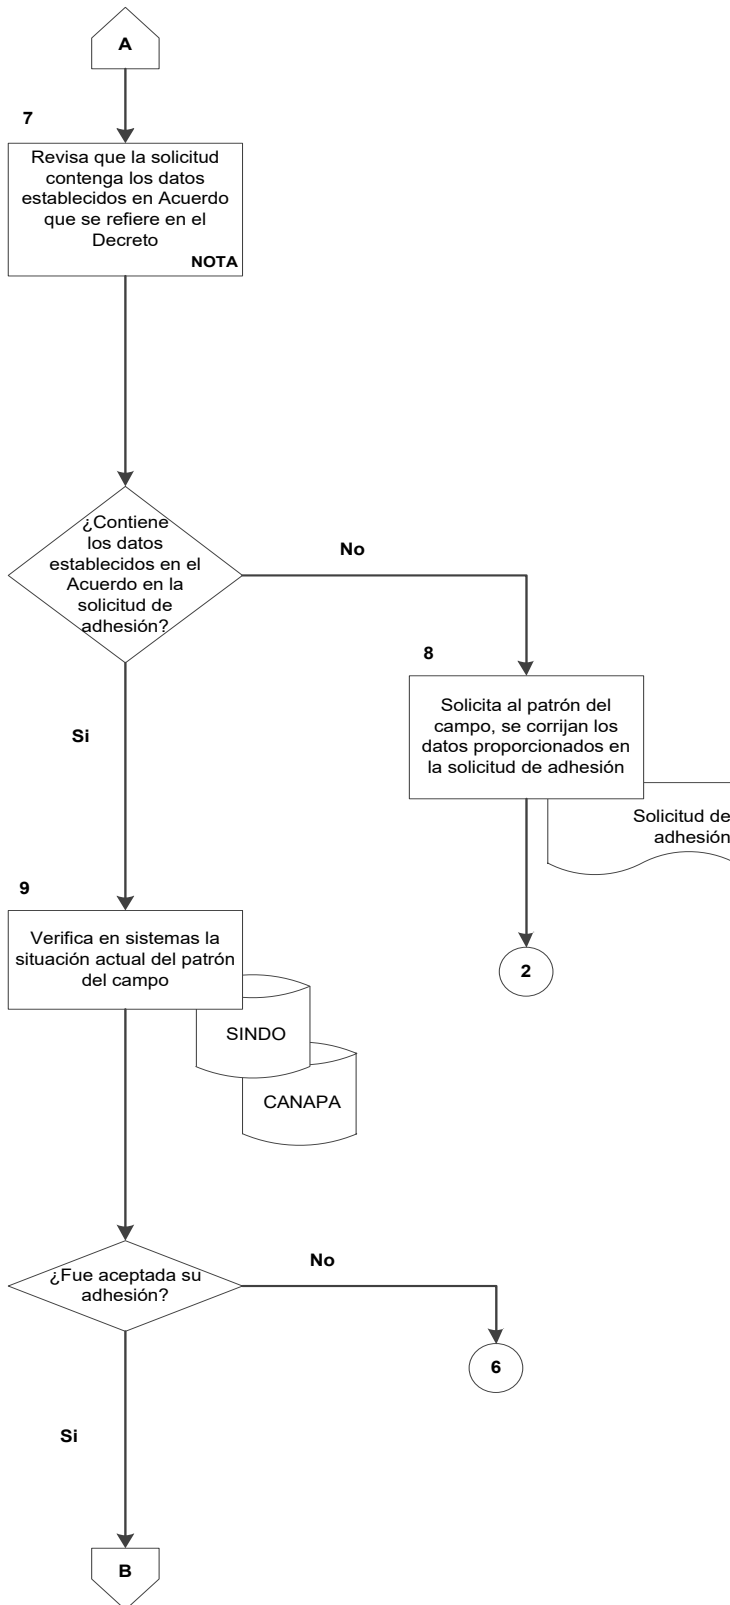 A
7
Revisa que la solicitud
contenga los datos
establecidos en Acuerdo
que se refiere en el
Decreto
NOTA
¿Contiene
los datos
establecidos en el
Acuerdo en la
solicitud de
adhesión?
No
8
Solicita al patrón del
campo, se corrijan los
datos proporcionados en
la solicitud de adhesión
Si
Solicitud de
adhesión
9
Verifica en sistemas la
situación actual del patrón
del campo
2
SINDO
CANAPA
¿Fue aceptada su
adhesión?
No
6
Si
B